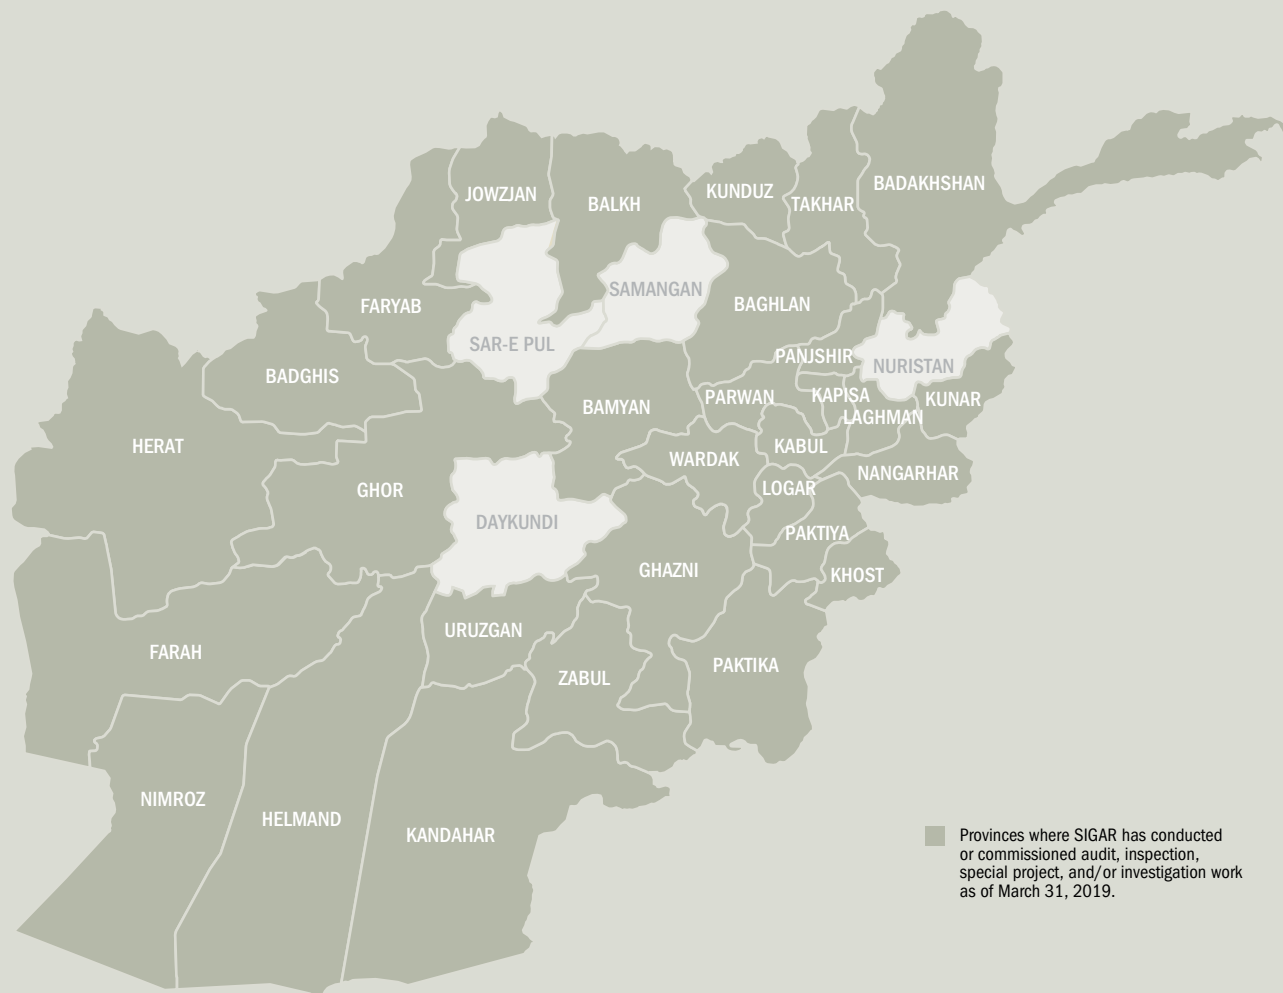 BADAKHSHAN
JOWZJAN
KUNDUZ
BALKH
TAKHAR
SAMANGAN
BAGHLAN
FARYAB
SAR-E PUL
PANJSHIR
NURISTAN
BADGHIS
PARWAN
KAPISA
KUNAR
BAMYAN
LAGHMAN
HERAT
KABUL
WARDAK
NANGARHAR
GHOR
LOGAR
DAYKUNDI
PAKTIYA
GHAZNI
KHOST
URUZGAN
FARAH
PAKTIKA
ZABUL
NIMROZ
HELMAND
KANDAHAR
Provinces where SIGAR has conducted
or commissioned audit, inspection,
special project, and/or investigation work
as of March 31, 2019.